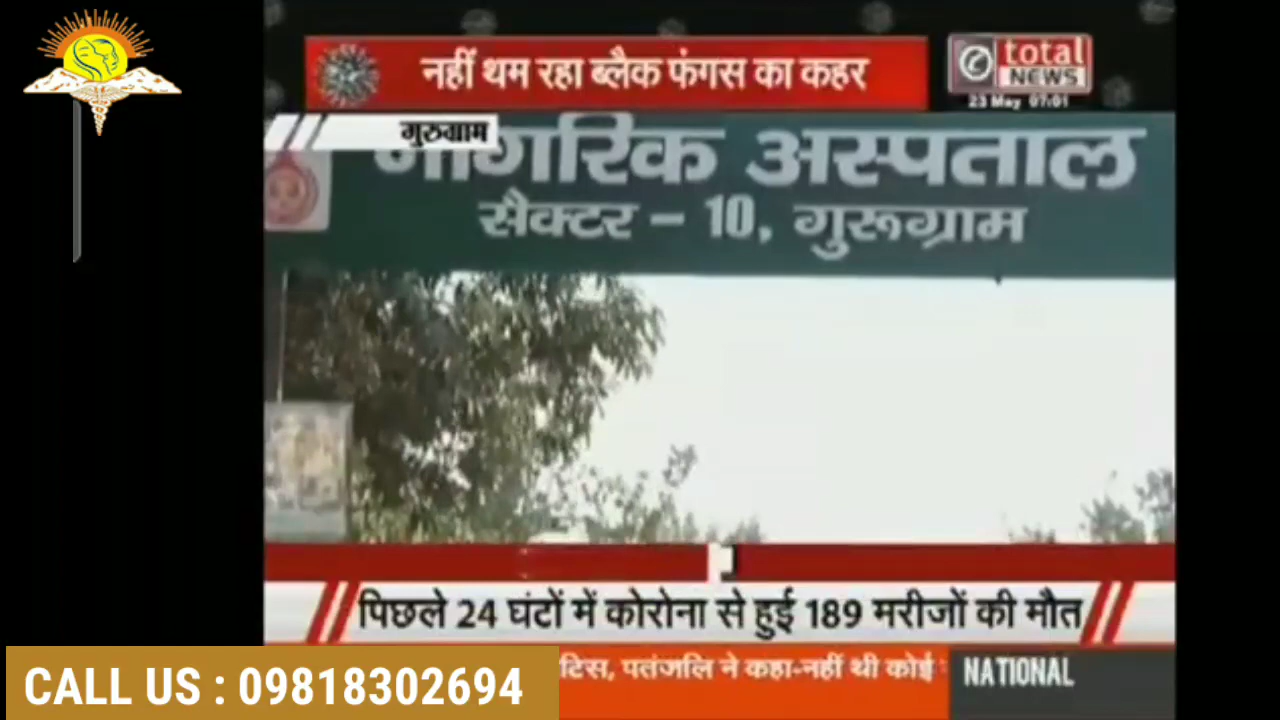 नहीं थम रहा ब्लैक फंगस का कहर
total
NEWS
23 May 07:01
गुरुग्राम
नागरिक अस्पताल
सैक्टर - 10, गुरूग्राम
पिछले 24 घंटों में कोरोना से हुई 189 मरीजों की मौत
टिस, पतंजलि ने कहा-नहीं थी कोई
NATIONAL
CALL US : 09818302694